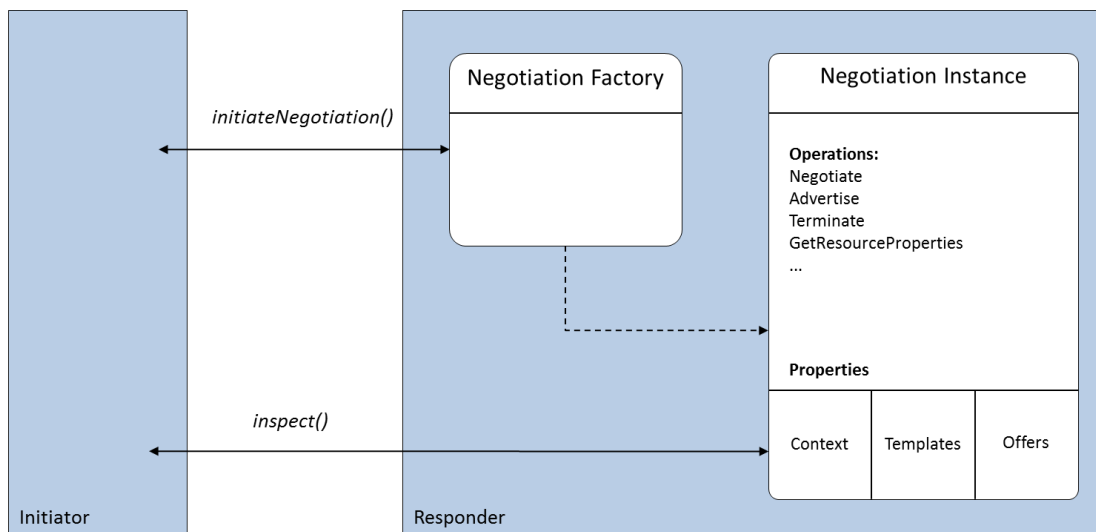 Negotiation Factory
Negotiation Instance
initiateNegotiation()
Operations:
Negotiate
Advertise
Terminate
GetResourceProperties
...
Properties
inspect()
Context
Templates
Offers
Initiator
Responder